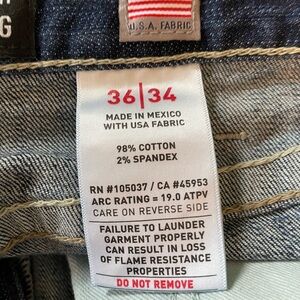 G
U.S.A. FABRIC
36|34
MADE IN MEXICO
WITH USA FABRIC
98% COTTON
2% SPANDEX
RN #105037 / CA #45953
ARC RATING = 19.0 ATPV
CARE ON REVERSE SIDE
FAILURE TO LAUNDER
GARMENT PROPERLY
CAN RESULT IN LOSS
OF FLAME RESISTANCE
PROPERTIES
DO NOT REMOVE